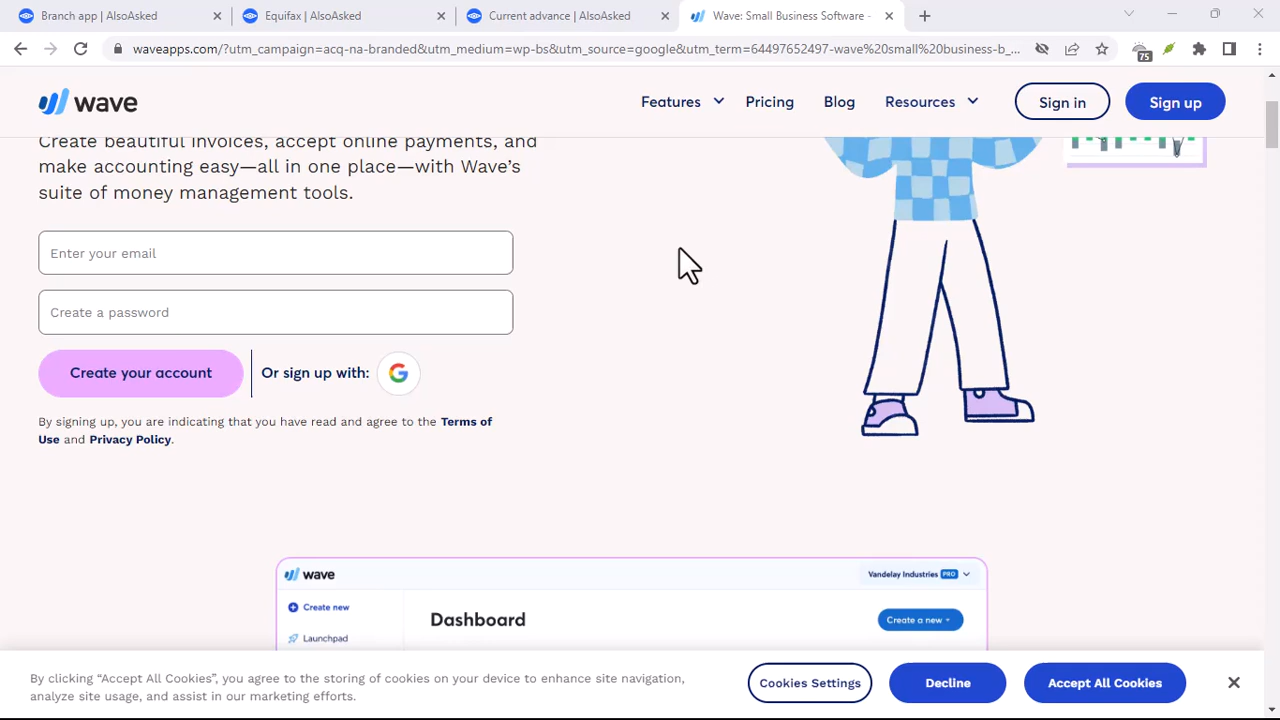 Branch app | AlsoAsked
Equifax | AlsoAsked
Current advance | AlsoAsked
Wave: Small Business Software -
waveapps.com/?utm_campaign=acq-na-branded&utm_medium=wp-bs&utm_source=google&utm_term=64497652497-wave%20small%20business-b_...
75
wave
Features
Pricing
Blog
Resources
Sign in
Sign up
Create beautiful invoices, accept online payments, and
make accounting easy—all in one place—with Wave's
suite of money management tools.
Enter your email
Create a password
Create your account
Or sign up with:
By signing up, you are indicating that you have read and agree to the Terms of
Use and Privacy Policy.
wave
Vandelay Industries PRO
Create new
Dashboard
Create a new
Launchpad
By clicking “Accept All Cookies”, you agree to the storing of cookies on your device to enhance site navigation,
analyze site usage, and assist in our marketing efforts.
Cookies Settings
Decline
Accept All Cookies